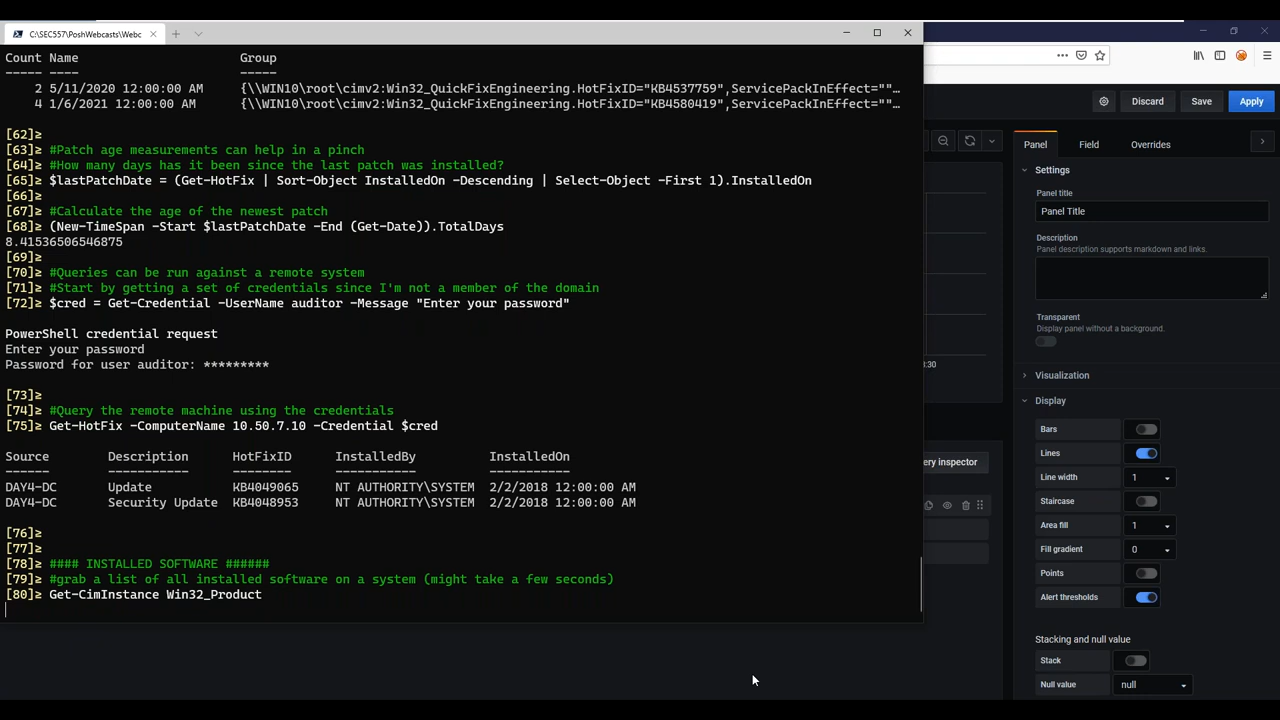 C:\SEC557\PoshWebcasts\Webc
Count Name Group
----- ---- -----
2 5/11/2020 12:00:00 AM {\\WIN10\root\cimv2:Win32_QuickFixEngineering.HotFixID="KB4537759",ServicePackInEffect=""…
4 1/6/2021 12:00:00 AM {\\WIN10\root\cimv2:Win32_QuickFixEngineering.HotFixID="KB4580419",ServicePackInEffect=""…
[62]≥
[63]≥ #Patch age measurements can help in a pinch
[64]≥ #How many days has it been since the last patch was installed?
[65]≥ $lastPatchDate = (Get-HotFix | Sort-Object InstalledOn -Descending | Select-Object -First 1).InstalledOn
[66]≥
[67]≥ #Calculate the age of the newest patch
[68]≥ (New-TimeSpan -Start $lastPatchDate -End (Get-Date)).TotalDays
8.41536506546875
[69]≥
[70]≥ #Queries can be run against a remote system
[71]≥ #Start by getting a set of credentials since I'm not a member of the domain
[72]≥ $cred = Get-Credential -UserName auditor -Message "Enter your password"
PowerShell credential request
Enter your password
Password for user auditor: *********
[73]≥
[74]≥ #Query the remote machine using the credentials
[75]≥ Get-HotFix -ComputerName 10.50.7.10 -Credential $cred
Source Description HotFixID InstalledBy InstalledOn
------ ----------- -------- ----------- -----------
DAY4-DC Update KB4049065 NT AUTHORITY\SYSTEM 2/2/2018 12:00:00 AM
DAY4-DC Security Update KB4048953 NT AUTHORITY\SYSTEM 2/2/2018 12:00:00 AM
[76]≥
[77]≥
[78]≥ #### INSTALLED SOFTWARE ######
[79]≥ #grab a list of all installed software on a system (might take a few seconds)
[80]≥ Get-CimInstance Win32_Product
Discard Save Apply
:30
ery inspector
Panel Field Overrides
Settings
Panel title
Panel Title
Description
Panel description supports markdown and links.
Transparent
Display panel without a background.
Visualization
Display
Bars
Lines
Line width 1
Staircase
Area fill 1
Fill gradient 0
Points
Alert thresholds
Stacking and null value
Stack
Null value null